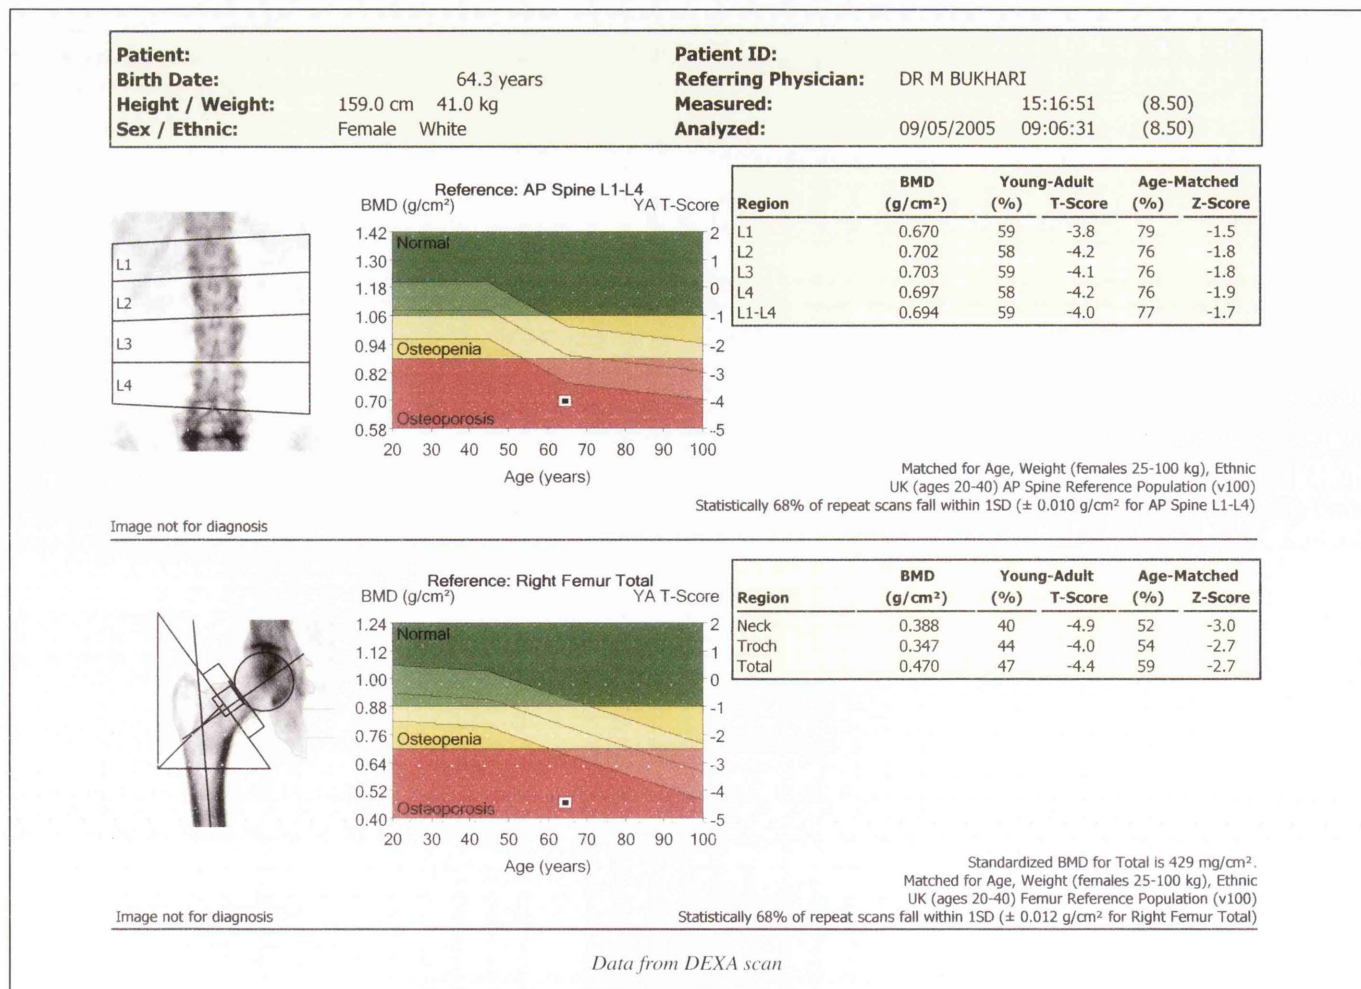 Patient: Patient ID:
Birth Date: 64.3 years Referring Physician: DR M BUKHARI
Height / Weight: 159.0 cm 41.0 kg Measured: 15:16:51 (8.50)
Sex / Ethnic: Female White Analyzed: 09/05/2005 09:06:31 (8.50)
L1
L2
L3
L4
Image not for diagnosis
Reference: AP Spine L1-L4
BMD (g/cm²) YA T-Score
1.42 2
Normal
1.30 1
1.18 0
1.06 -1
0.94 -2
Osteopenia
0.82 -3
0.70 -4
Osteoporosis
0.58 -5
20 30 40 50 60 70 80 90 100
Age (years)
BMD Young-Adult Age-Matched
Region (g/cm²) (%) T-Score (%) Z-Score
L1 0.670 59 -3.8 79 -1.5
L2 0.702 58 -4.2 76 -1.8
L3 0.703 59 -4.1 76 -1.8
L4 0.697 58 -4.2 76 -1.9
L1-L4 0.694 59 -4.0 77 -1.7
Matched for Age, Weight (females 25-100 kg), Ethnic
UK (ages 20-40) AP Spine Reference Population (v100)
Statistically 68% of repeat scans fall within 1SD (± 0.010 g/cm² for AP Spine L1-L4)
Reference: Right Femur Total
BMD (g/cm²) YA T-Score
1.24 2
Normal
1.12 1
1.00 0
0.88 -1
0.76 -2
Osteopenia
0.64 -3
0.52 -4
Osteoporosis
0.40 -5
20 30 40 50 60 70 80 90 100
Age (years)
BMD Young-Adult Age-Matched
Region (g/cm²) (%) T-Score (%) Z-Score
Neck 0.388 40 -4.9 52 -3.0
Troch 0.347 44 -4.0 54 -2.7
Total 0.470 47 -4.4 59 -2.7
Standardized BMD for Total is 429 mg/cm².
Matched for Age, Weight (females 25-100 kg), Ethnic
UK (ages 20-40) Femur Reference Population (v100)
Image not for diagnosis
Statistically 68% of repeat scans fall within 1SD (± 0.012 g/cm² for Right Femur Total)
Data from DEXA scan